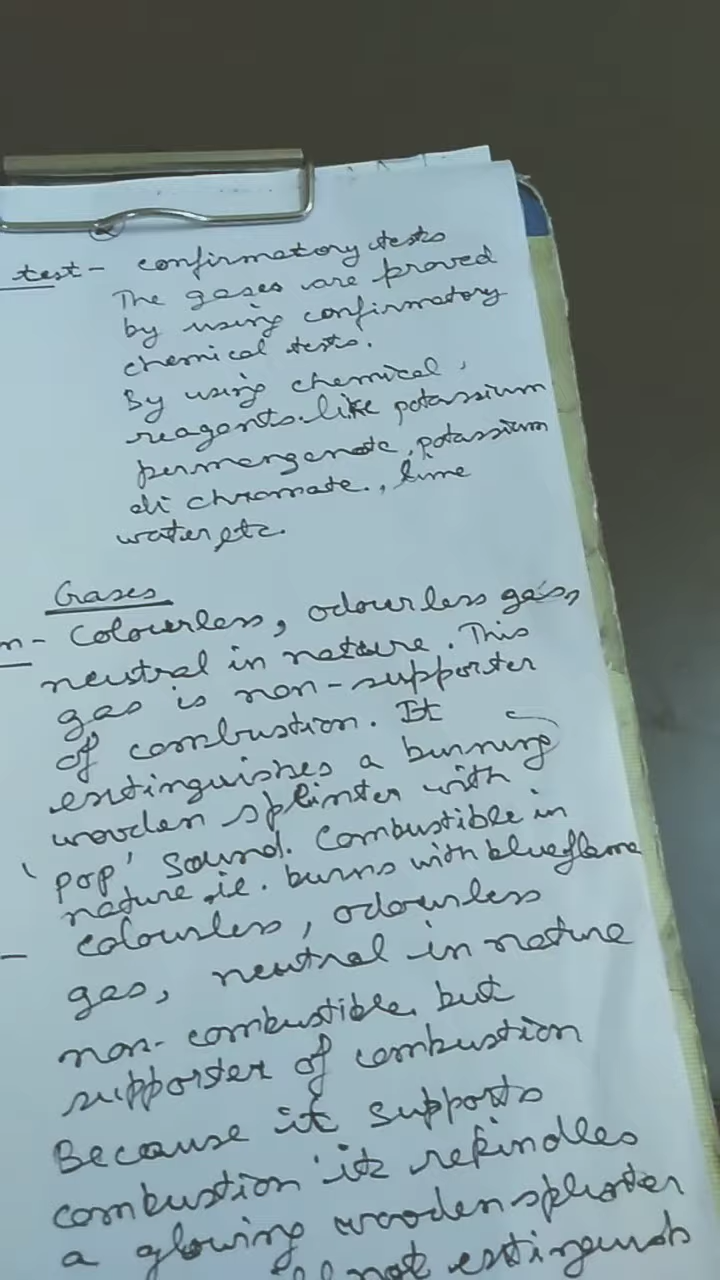 test- confirmatory tests
The gases are proved
by using confirmatory
chemical tests.
By using chemical,
reagents. like potassium
permanganate, potassium
di chromate, lime
water etc.
Gases
n- Colourless, odourless gas,
neutral in nature. This
gas is non-supporter
of combustion. It
extinguishes a burning
wooden splinter with
'pop' sound. Combustible in
nature i.e. burns with blue flame
- colourless, odourless
gas, neutral in nature
non-combustible but
supporter of combustion
Because it supports
combustion it rekindles
a glowing wooden splinter
not extinguish